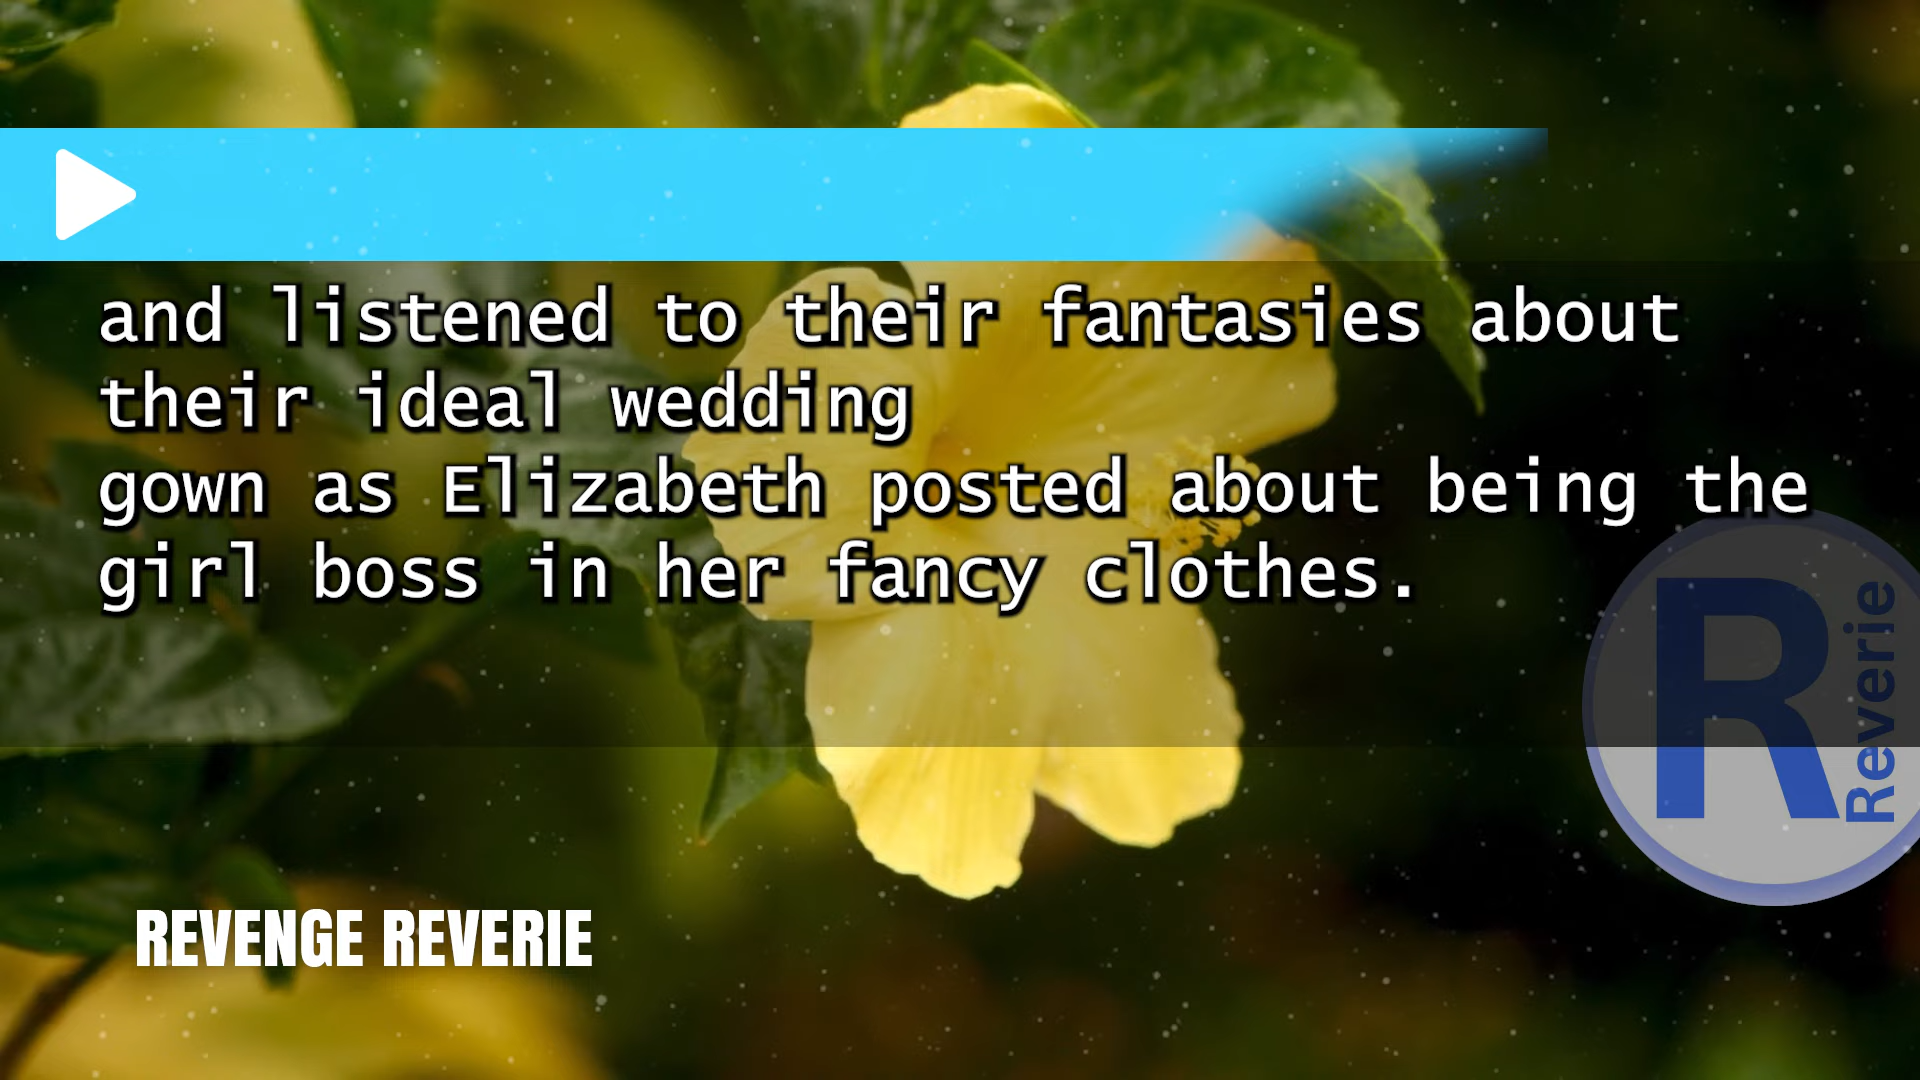 and listened to their fantasies about
their ideal wedding
gown as Elizabeth posted about being the
girl boss in her fancy clothes.
R
Reverie
REVENGE REVERIE